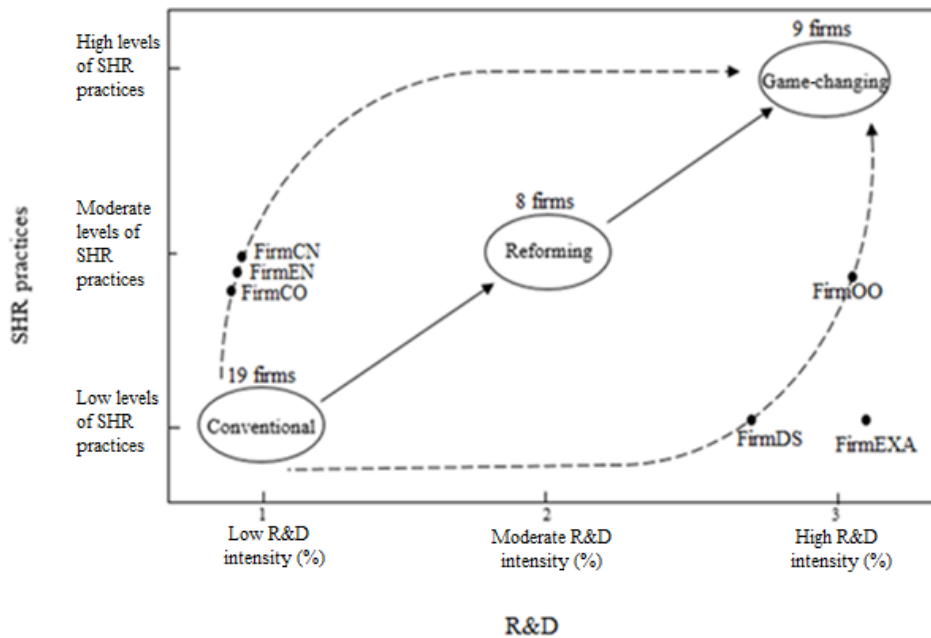 9 firms
High levels
of SHR
practices
Game-changing
8 firms
Moderate
levels of
SHR
practices
Reforming
FirmCN
FirmEN
FirmCO
FirmOO
SHR practices
19 firms
Low levels
of SHR
practices
Conventional
FirmDS
FirmEXA
1
2
3
Low R&D
intensity (%)
Moderate R&D
intensity (%)
High R&D
intensity (%)
R&D